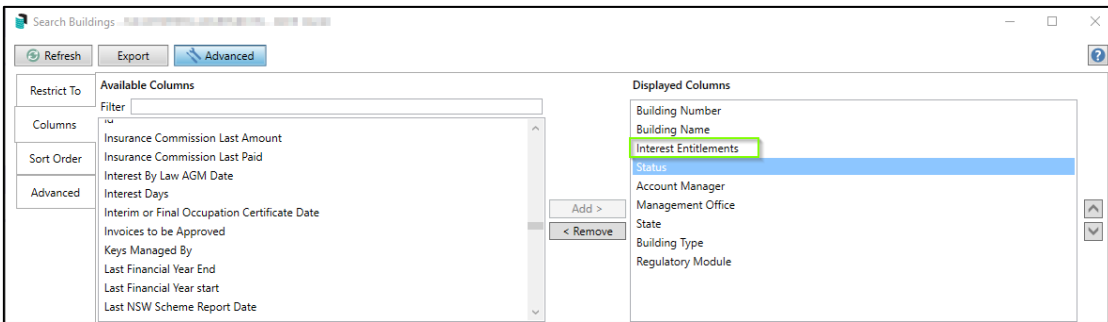 Search Buildings
Refresh Export Advanced
Restrict To
Columns
Sort Order
Advanced
Available Columns
Filter
Id
Insurance Commission Last Amount
Insurance Commission Last Paid
Interest By Law AGM Date
Interest Days
Interim or Final Occupation Certificate Date
Invoices to be Approved
Keys Managed By
Last Financial Year End
Last Financial Year start
Last NSW Scheme Report Date
Add >
< Remove
Displayed Columns
Building Number
Building Name
Interest Entitlements
Status
Account Manager
Management Office
State
Building Type
Regulatory Module